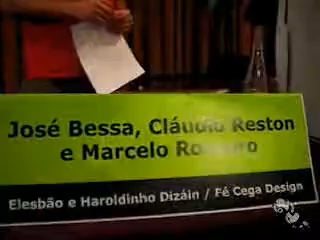 José Bessa, Cláudio Reston
e Marcelo
Elesbão e Haroldinho Dizáin / Fé Cega Design